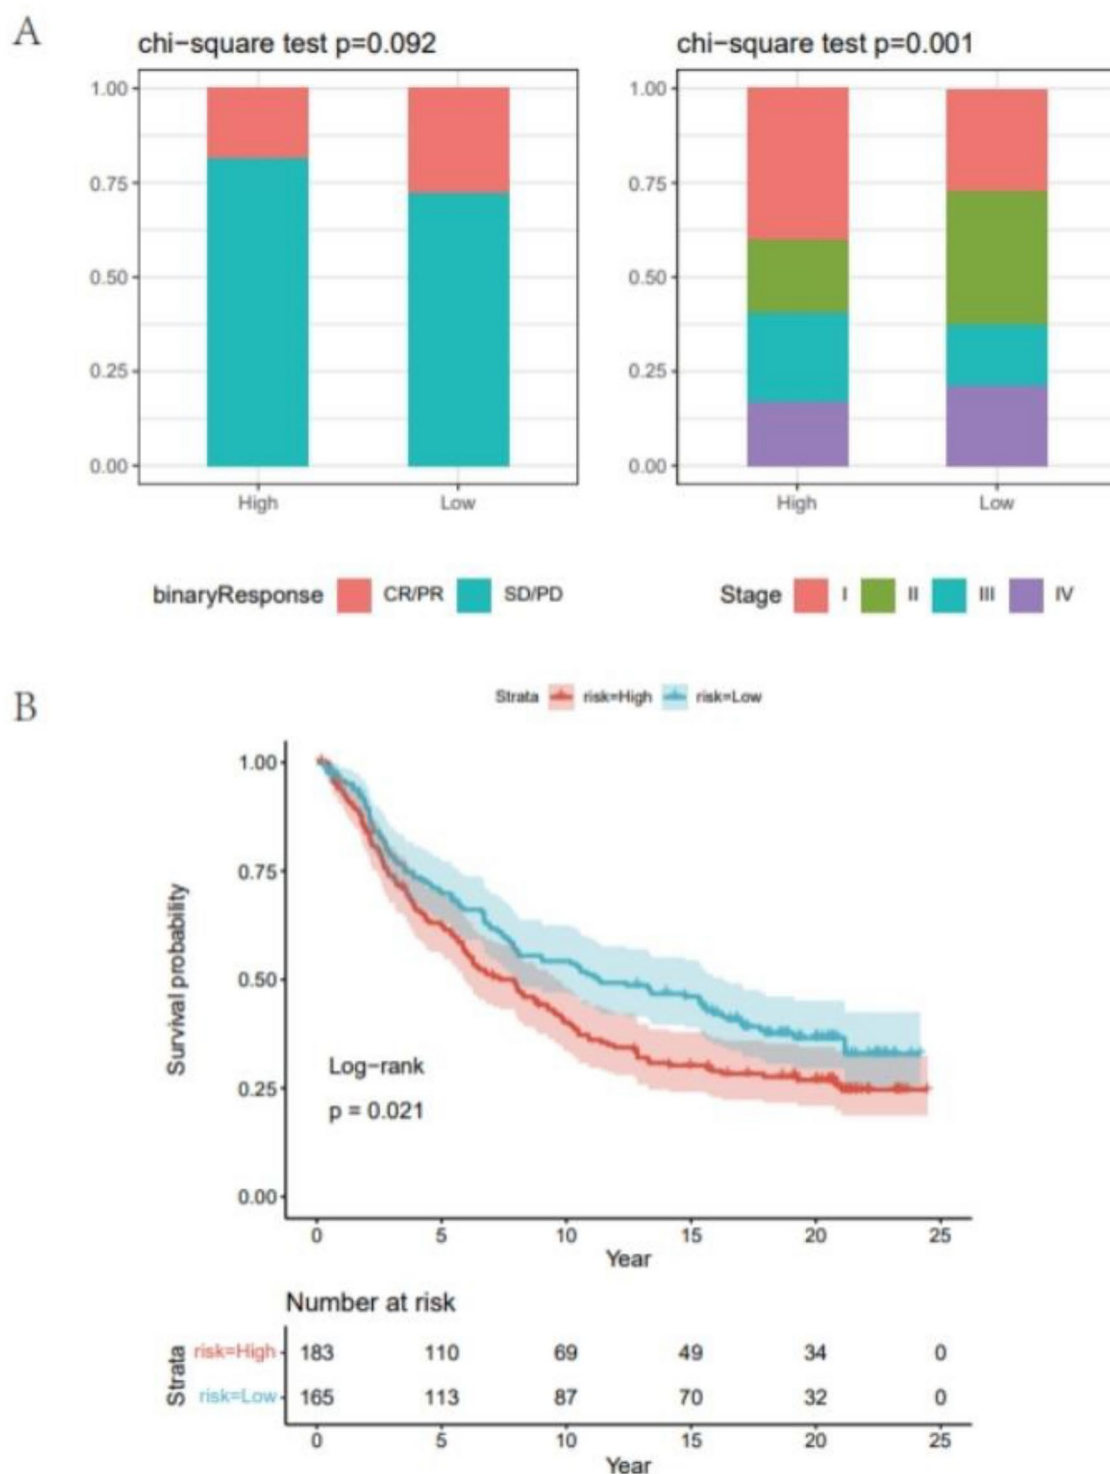 A
chi−square test p=0.092
1.00
0.75
0.50
0.25
0.00
High Low
binaryResponse CR/PR SD/PD
chi−square test p=0.001
1.00
0.75
0.50
0.25
0.00
High Low
Stage I II III IV
B
Strata risk=High risk=Low
Survival probability
1.00
0.75
0.50
0.25
0.00
Log−rank
p = 0.021
0 5 10 15 20 25
Year
Number at risk
Strata
risk=High 183 110 69 49 34 0
risk=Low 165 113 87 70 32 0
0 5 10 15 20 25
Year